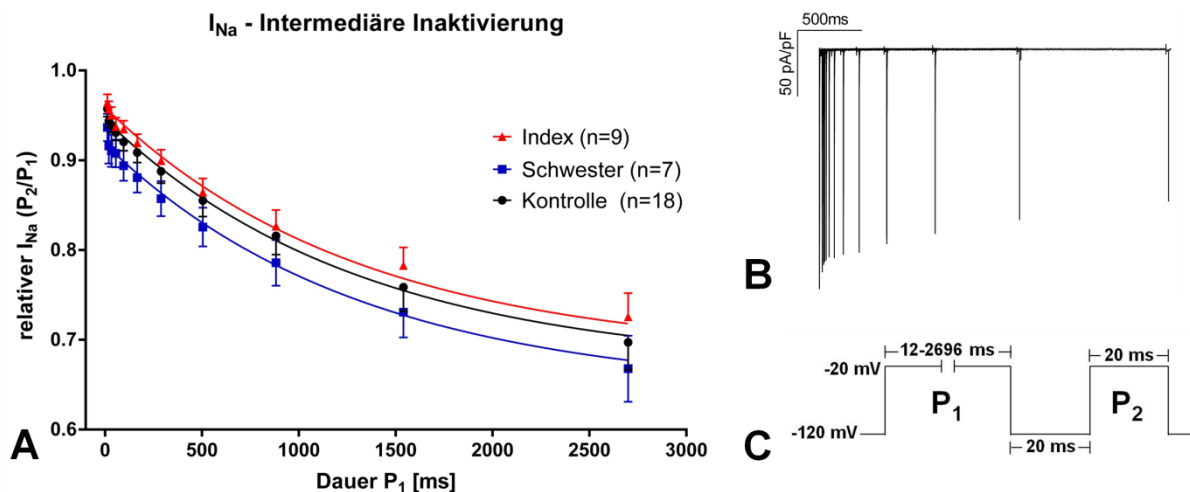 I_Na - Intermediäre Inaktivierung
relativer I_Na (P_2/P_1)
1.0
0.9
0.8
0.7
0.6
Index (n=9)
Schwester (n=7)
Kontrolle (n=18)
0
500
1000
1500
2000
2500
3000
Dauer P_1 [ms]
A
500ms
50 pA/pF
B
12-2696 ms
20 ms
-20 mV
P_1
P_2
-120 mV
20 ms
C